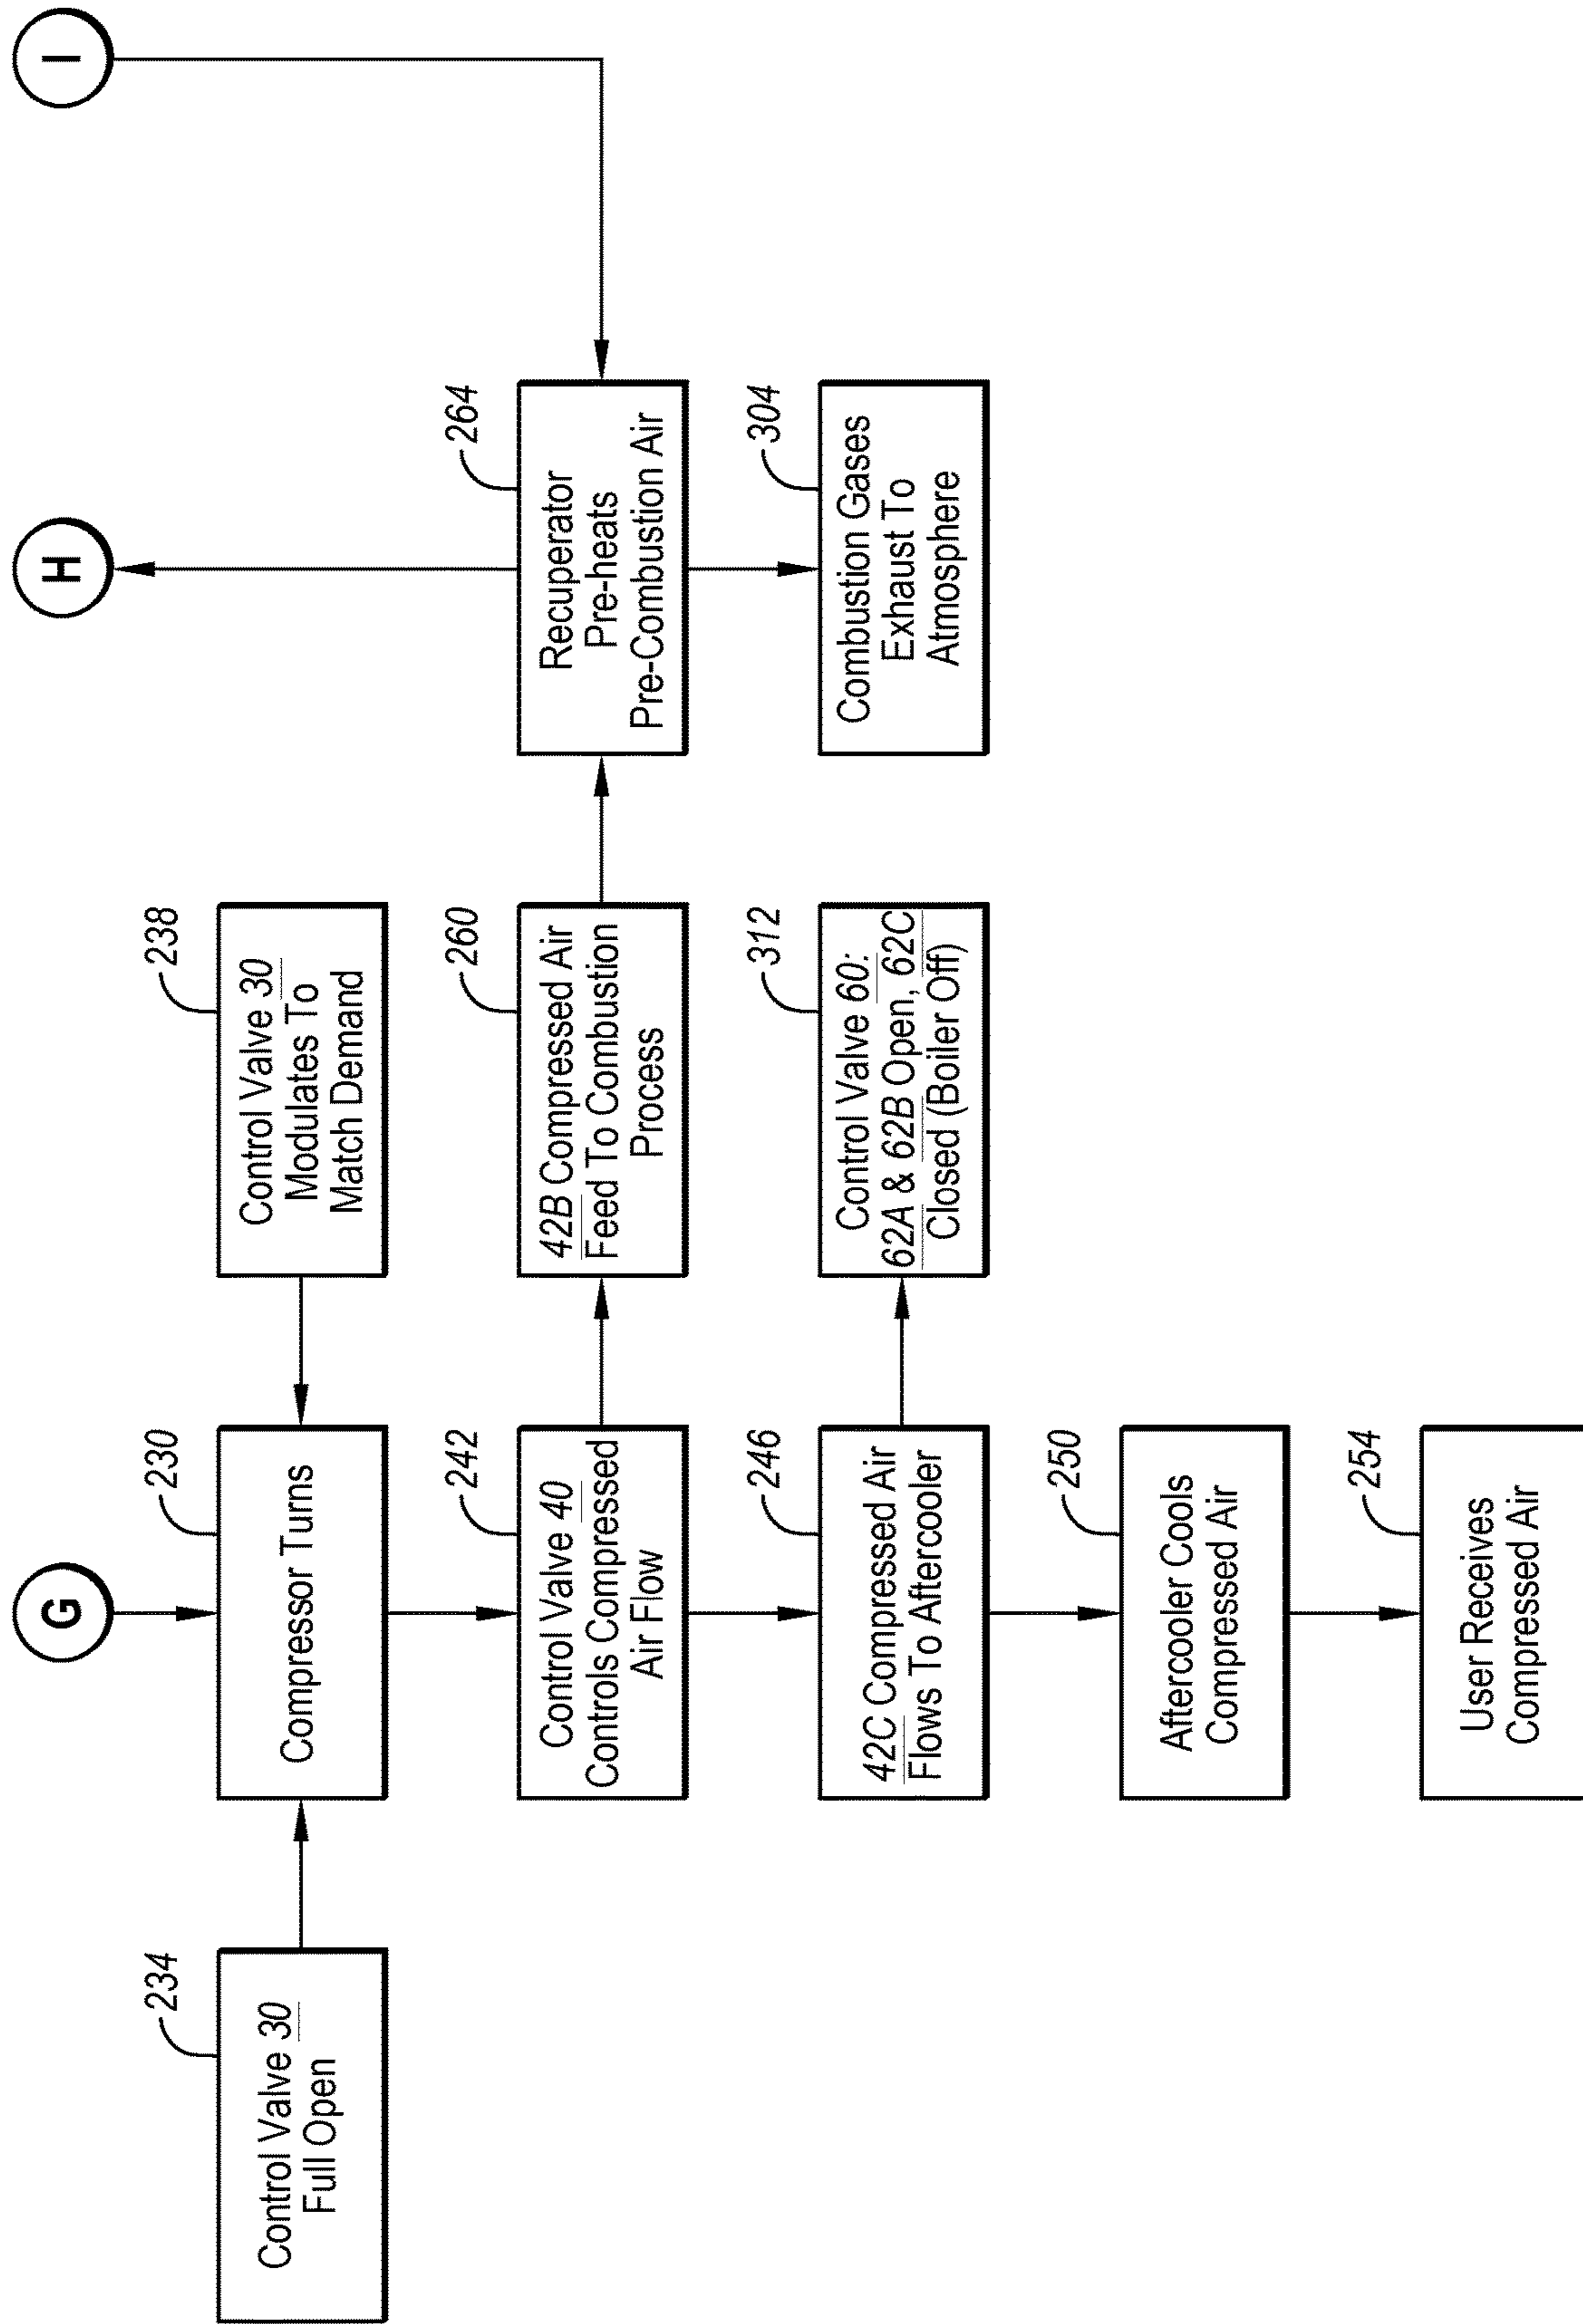 G
H
I
234
Control Valve 30
Full Open
230
Compressor Turns
238
Control Valve 30
Modulates To
Match Demand
242
Control Valve 40
Controls Compressed
Air Flow
260
42B Compressed Air
Feed To Combustion
Process
264
Recuperator
Pre-heats
Pre-Combustion Air
246
42C Compressed Air
Flows To Aftercooler
312
Control Valve 60:
62A & 62B Open, 62C
Closed (Boiler Off)
304
Combustion Gases
Exhaust To
Atmosphere
250
Aftercooler Cools
Compressed Air
254
User Receives
Compressed Air